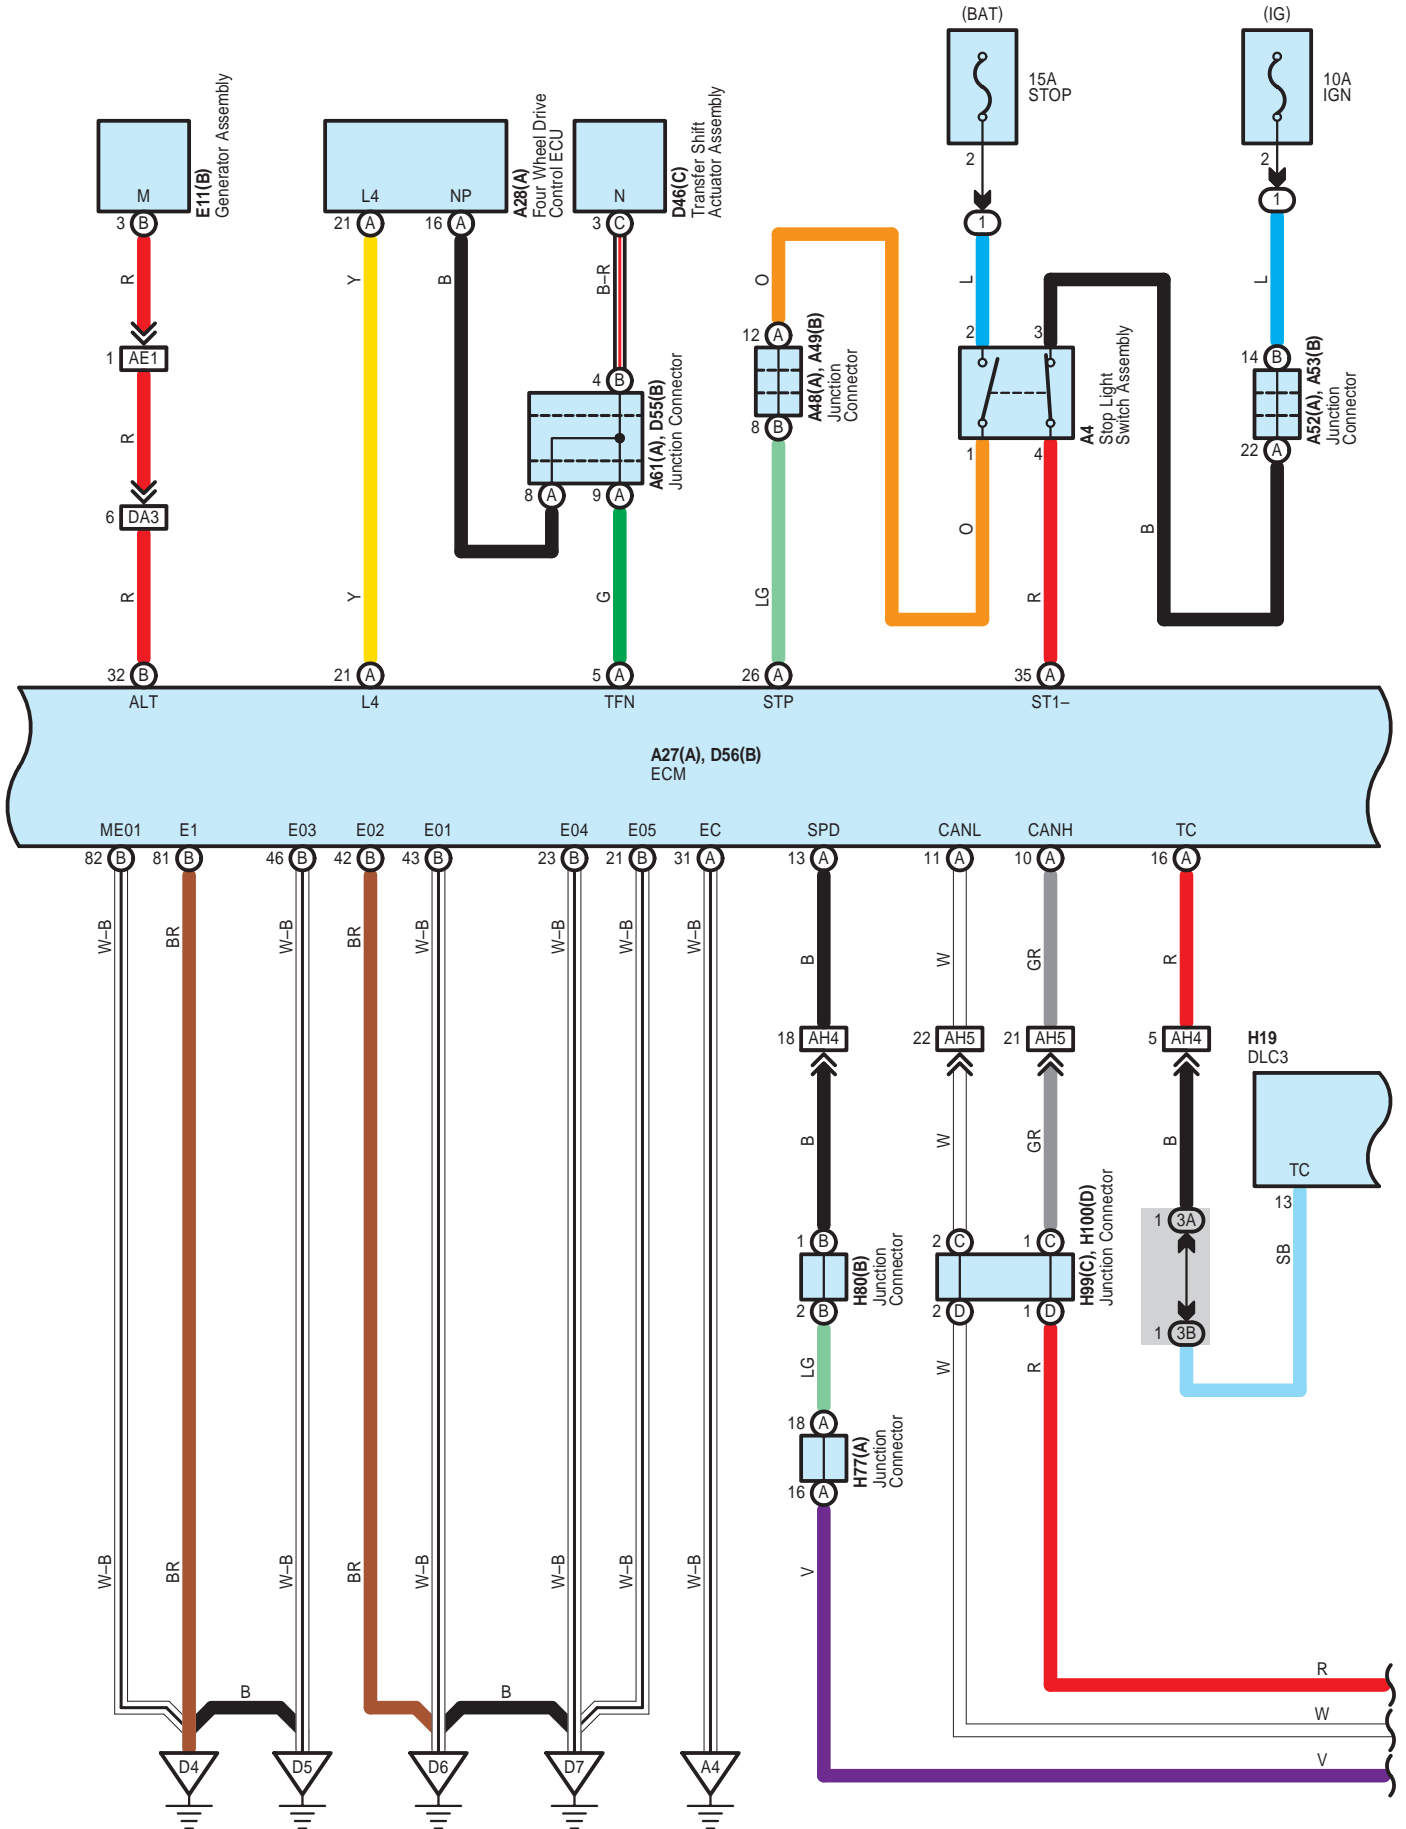 (BAT)
(IG)
15A
STOP
10A
IGN
2
2
1
1
M
E11(B)
Generator Assembly
L4
NP
A28(A)
Four Wheel Drive
Control ECU
N
D46(C)
Transfer Shift
Actuator Assembly
3 B
21 A
16 A
3 C
R
Y
B
B–R
O
L
L
1 AE1
4 B
12 A
A48(A), A49(B)
Junction
Connector
8 B
2
3
A4
Stop Light
Switch Assembly
1
4
14 B
A52(A), A53(B)
Junction
Connector
22 A
R
A61(A), D55(B)
Junction Connector
8 A
9 A
6 DA3
O
B
R
Y
G
LG
R
32 B
21 A
5 A
26 A
35 A
ALT
L4
TFN
STP
ST1–
A27(A), D56(B)
ECM
ME01
E1
E03
E02
E01
E04
E05
EC
SPD
CANL
CANH
TC
82 B
81 B
46 B
42 B
43 B
23 B
21 B
31 A
13 A
11 A
10 A
16 A
W–B
BR
W–B
BR
W–B
W–B
W–B
W–B
B
W
GR
R
18 AH4
22 AH5
21 AH5
5 AH4
H19
DLC3
B
W
GR
B
TC
13
SB
1 B
H80(B)
Junction
Connector
2 B
2 C
1 C
H99(C), H100(D)
Junction Connector
2 D
1 D
1 3A
1 3B
LG
W
R
18 A
H77(A)
Junction
Connector
16 A
W–B
BR
W–B
BR
W–B
W–B
W–B
W–B
V
B
B
R
W
V
D4
D5
D6
D7
A4